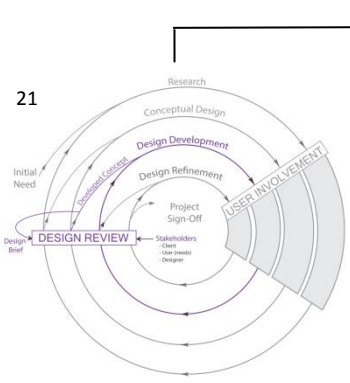 21
Research
Conceptual Design
Design Development
Developed Concept
Design Refinement
Initial
Need
USER INVOLVEMENT
Project
Sign-Off
Design
Brief
DESIGN REVIEW
Stakeholders
- Client
- User (needs)
- Designer